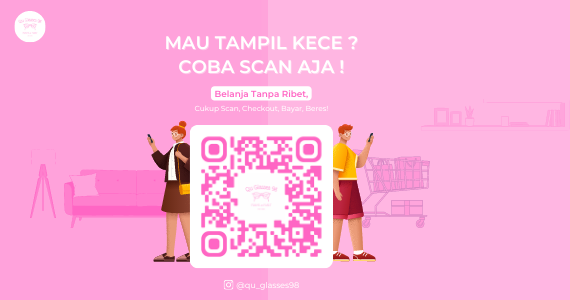 MAU TAMPIL KECE ?
COBA SCAN AJA !
Belanja Tanpa Ribet,
Cukup Scan, Checkout, Bayar, Beres!
@qu_glasses98